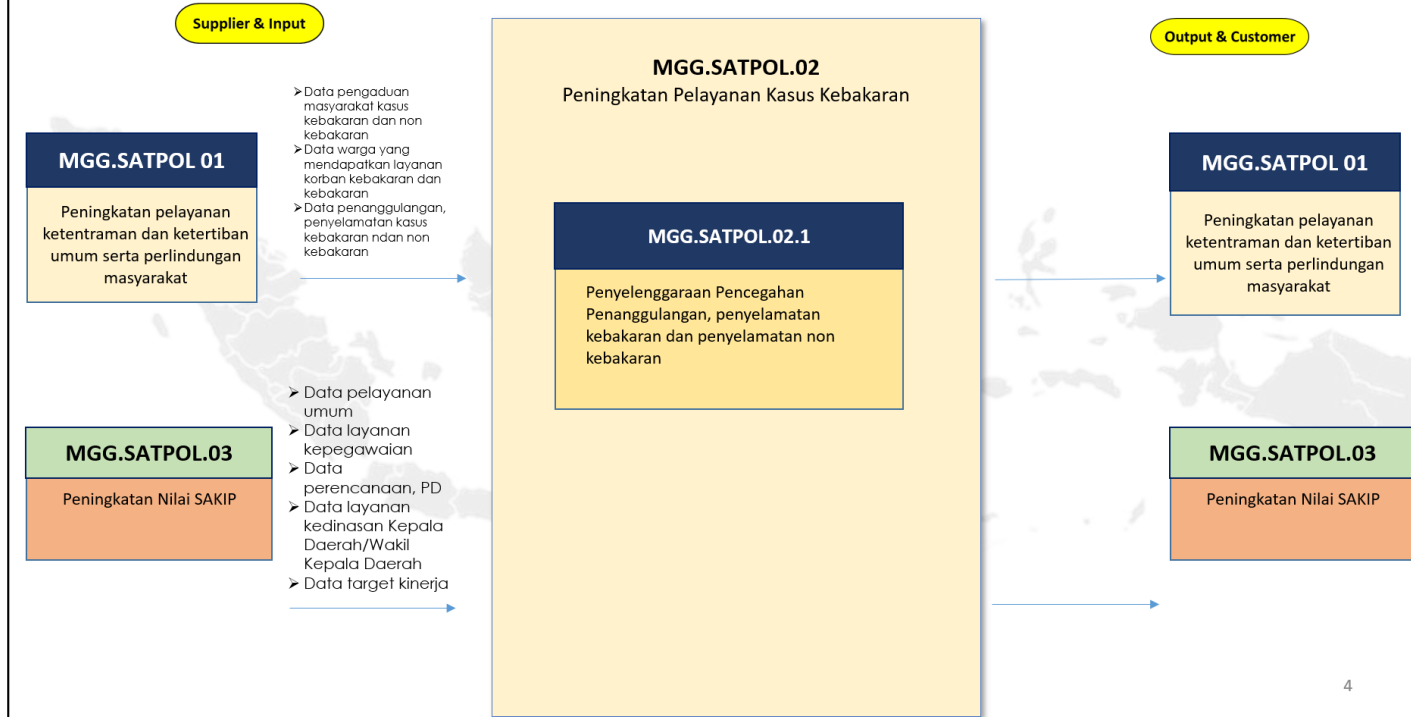 Supplier & Input
MGG.SATPOL 01
Peningkatan pelayanan
ketentraman dan ketertiban
umum serta perlindungan
masyarakat
➢Data pengaduan
masyarakat kasus
kebakaran dan non
kebakaran
➢Data warga yang
mendapatkan layanan
korban kebakaran dan
kebakaran
➢Data penanggulangan,
penyelamatan kasus
kebakaran ndan non
kebakaran
MGG.SATPOL.03
Peningkatan Nilai SAKIP
➢ Data pelayanan
umum
➢ Data layanan
kepegawaian
➢ Data
perencanaan, PD
➢ Data layanan
kedinasan Kepala
Daerah/Wakil
Kepala Daerah
➢ Data target kinerja
MGG.SATPOL.02
Peningkatan Pelayanan Kasus Kebakaran
MGG.SATPOL.02.1
Penyelenggaraan Pencegahan
Penanggulangan, penyelamatan
kebakaran dan penyelamatan non
kebakaran
Output & Customer
MGG.SATPOL 01
Peningkatan pelayanan
ketentraman dan ketertiban
umum serta perlindungan
masyarakat
MGG.SATPOL.03
Peningkatan Nilai SAKIP
4